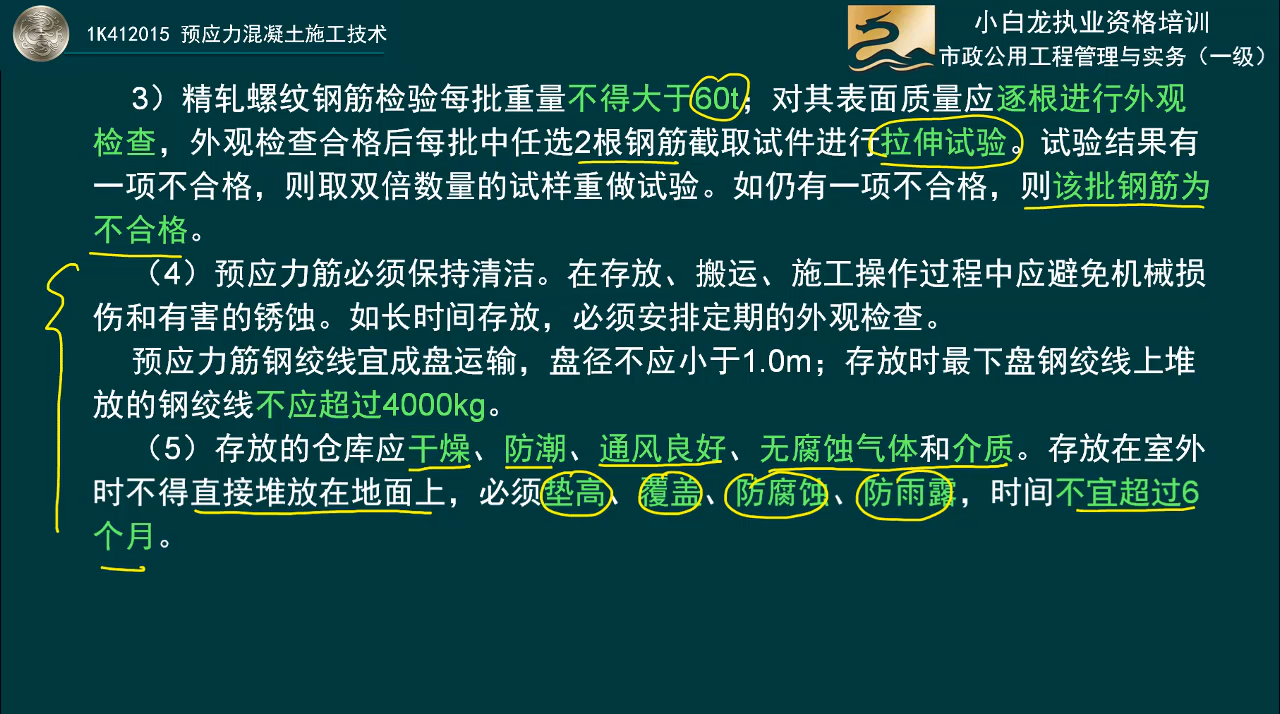 1K412015 预应力混凝土施工技术
小白龙执业资格培训
市政公用工程管理与实务（一级）
3）精轧螺纹钢筋检验每批重量不得大于60t；对其表面质量应逐根进行外观
检查，外观检查合格后每批中任选2根钢筋截取试件进行拉伸试验。试验结果有
一项不合格，则取双倍数量的试样重做试验。如仍有一项不合格，则该批钢筋为
不合格。
（4）预应力筋必须保持清洁。在存放、搬运、施工操作过程中应避免机械损
伤和有害的锈蚀。如长时间存放，必须安排定期的外观检查。
预应力筋钢绞线宜成盘运输，盘径不应小于1.0m；存放时最下盘钢绞线上堆
放的钢绞线不应超过4000kg。
（5）存放的仓库应干燥、防潮、通风良好、无腐蚀气体和介质。存放在室外
时不得直接堆放在地面上，必须垫高、覆盖、防腐蚀、防雨露，时间不宜超过6
个月。